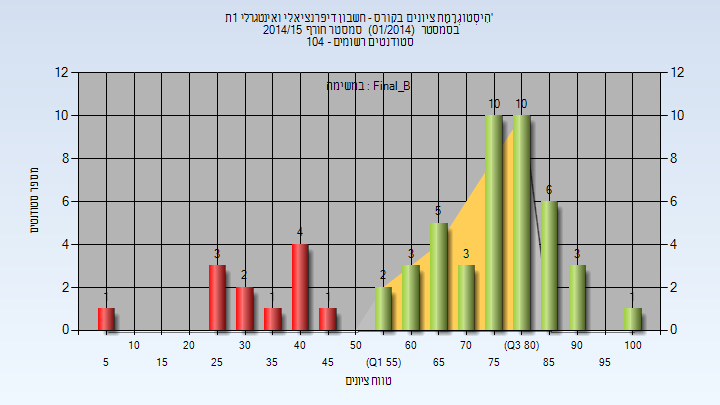 היסטוגרמת ציונים בקורס - חשבון דיפרנציאלי ואינטגרלי 1ת'
בסמסטר (01/2014) סמסטר חורף 2014/15
סטודנטים רשומים - 104
במשימה : Final_B
מספר סטודנטים
12 12
10 10
8 8
6 6
4 4
2 2
0 0
1 3 2 1 4 1 2 3 5 3 10 10 6 3 1
10 20 30 40 50 60 70 (Q3 80) 90 100
5 15 25 35 45 (Q1 55) 65 75 85 95
טווח ציונים